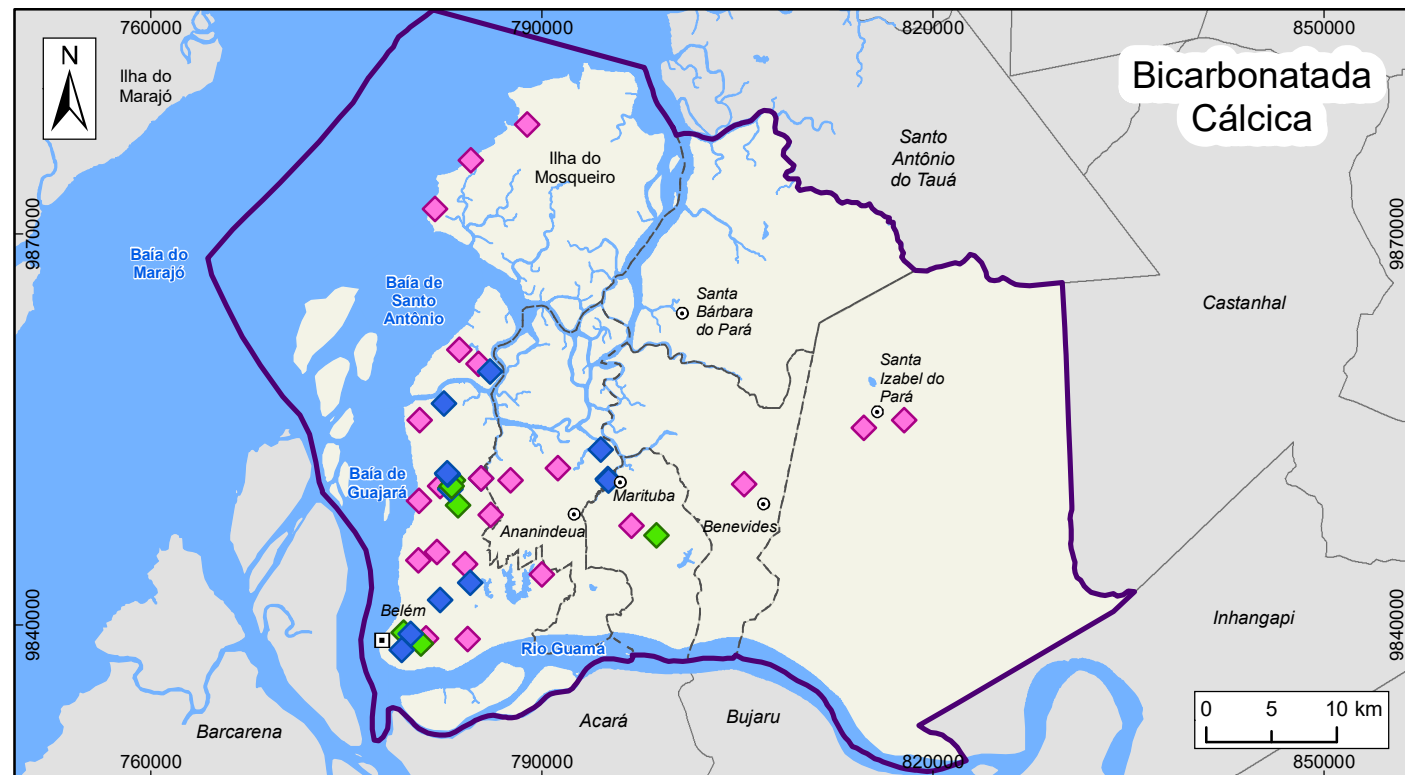 760000
790000
820000
850000
N
Ilha do
Marajó
Bicarbonatada
Cálcica
Santo
Antônio
do Tauá
Ilha do
Mosqueiro
9870000
9870000
Baía do
Marajó
Baía de
Santo
Antônio
Santa
Bárbara
do Pará
Castanhal
Santa
Izabel do
Pará
Baía de
Guajará
Marituba
Ananindeua
Benevides
Belém
9840000
9840000
Inhangapi
Rio Guamá
Barcarena
Acará
Bujaru
0 5 10 km
760000
790000
820000
850000